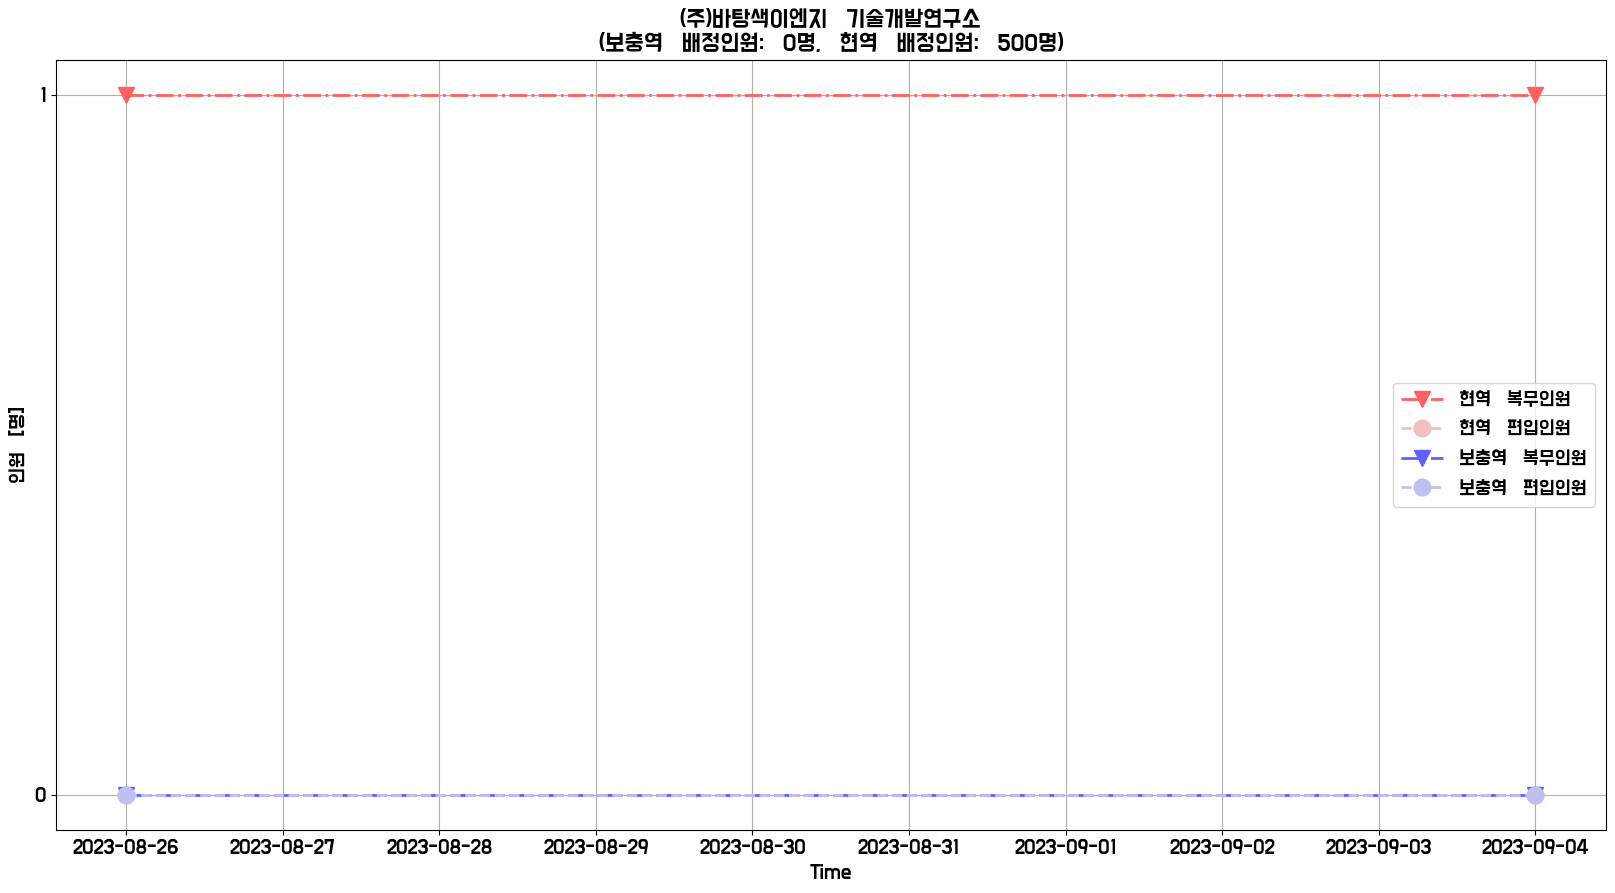 (주)바탕색이엔지 기술개발연구소
(보충역 배정인원: 0명, 현역 배정인원: 500명)
1
0
인원 [명]
현역 복무인원
현역 편입인원
보충역 복무인원
보충역 편입인원
2023-08-26 2023-08-27 2023-08-28 2023-08-29 2023-08-30 2023-08-31 2023-09-01 2023-09-02 2023-09-03 2023-09-04
Time